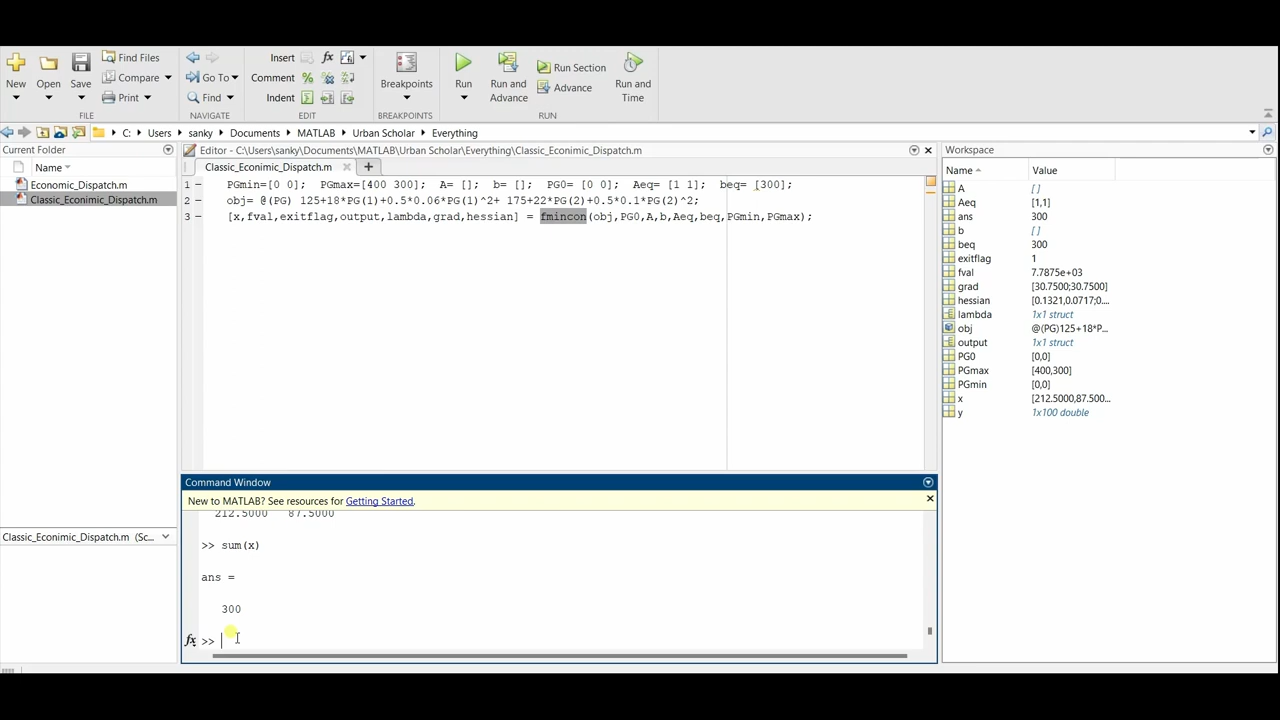 New
Open
Save
Find Files
Compare
Print
FILE
Go To
Find
NAVIGATE
Insert
fx
Comment
%
Indent
EDIT
Breakpoints
BREAKPOINTS
Run
Run and
Advance
Run Section
Advance
Run and
Time
RUN
C: Users sanky Documents MATLAB Urban Scholar Everything
Current Folder
Name
Economic_Dispatch.m
Classic_Econimic_Dispatch.m
Classic_Econimic_Dispatch.m (Sc...
Editor - C:\Users\sanky\Documents\MATLAB\Urban Scholar\Everything\Classic_Econimic_Dispatch.m
Classic_Econimic_Dispatch.m
1 - PGmin=[0 0]; PGmax=[400 300]; A= []; b= []; PG0= [0 0]; Aeq= [1 1]; beq= [300];
2 - obj= @(PG) 125+18*PG(1)+0.5*0.06*PG(1)^2+ 175+22*PG(2)+0.5*0.1*PG(2)^2;
3 - [x,fval,exitflag,output,lambda,grad,hessian] = fmincon(obj,PG0,A,b,Aeq,beq,PGmin,PGmax);
Command Window
New to MATLAB? See resources for Getting Started.
212.5000 87.5000
>> sum(x)
ans =
300
fx >>
Workspace
Name Value
A []
Aeq [1,1]
ans 300
b []
beq 300
exitflag 1
fval 7.7875e+03
grad [30.7500;30.7500]
hessian [0.1321,0.0717;0....
lambda 1x1 struct
obj @(PG)125+18*P...
output 1x1 struct
PG0 [0,0]
PGmax [400,300]
PGmin [0,0]
x [212.5000,87.500...
y 1x100 double